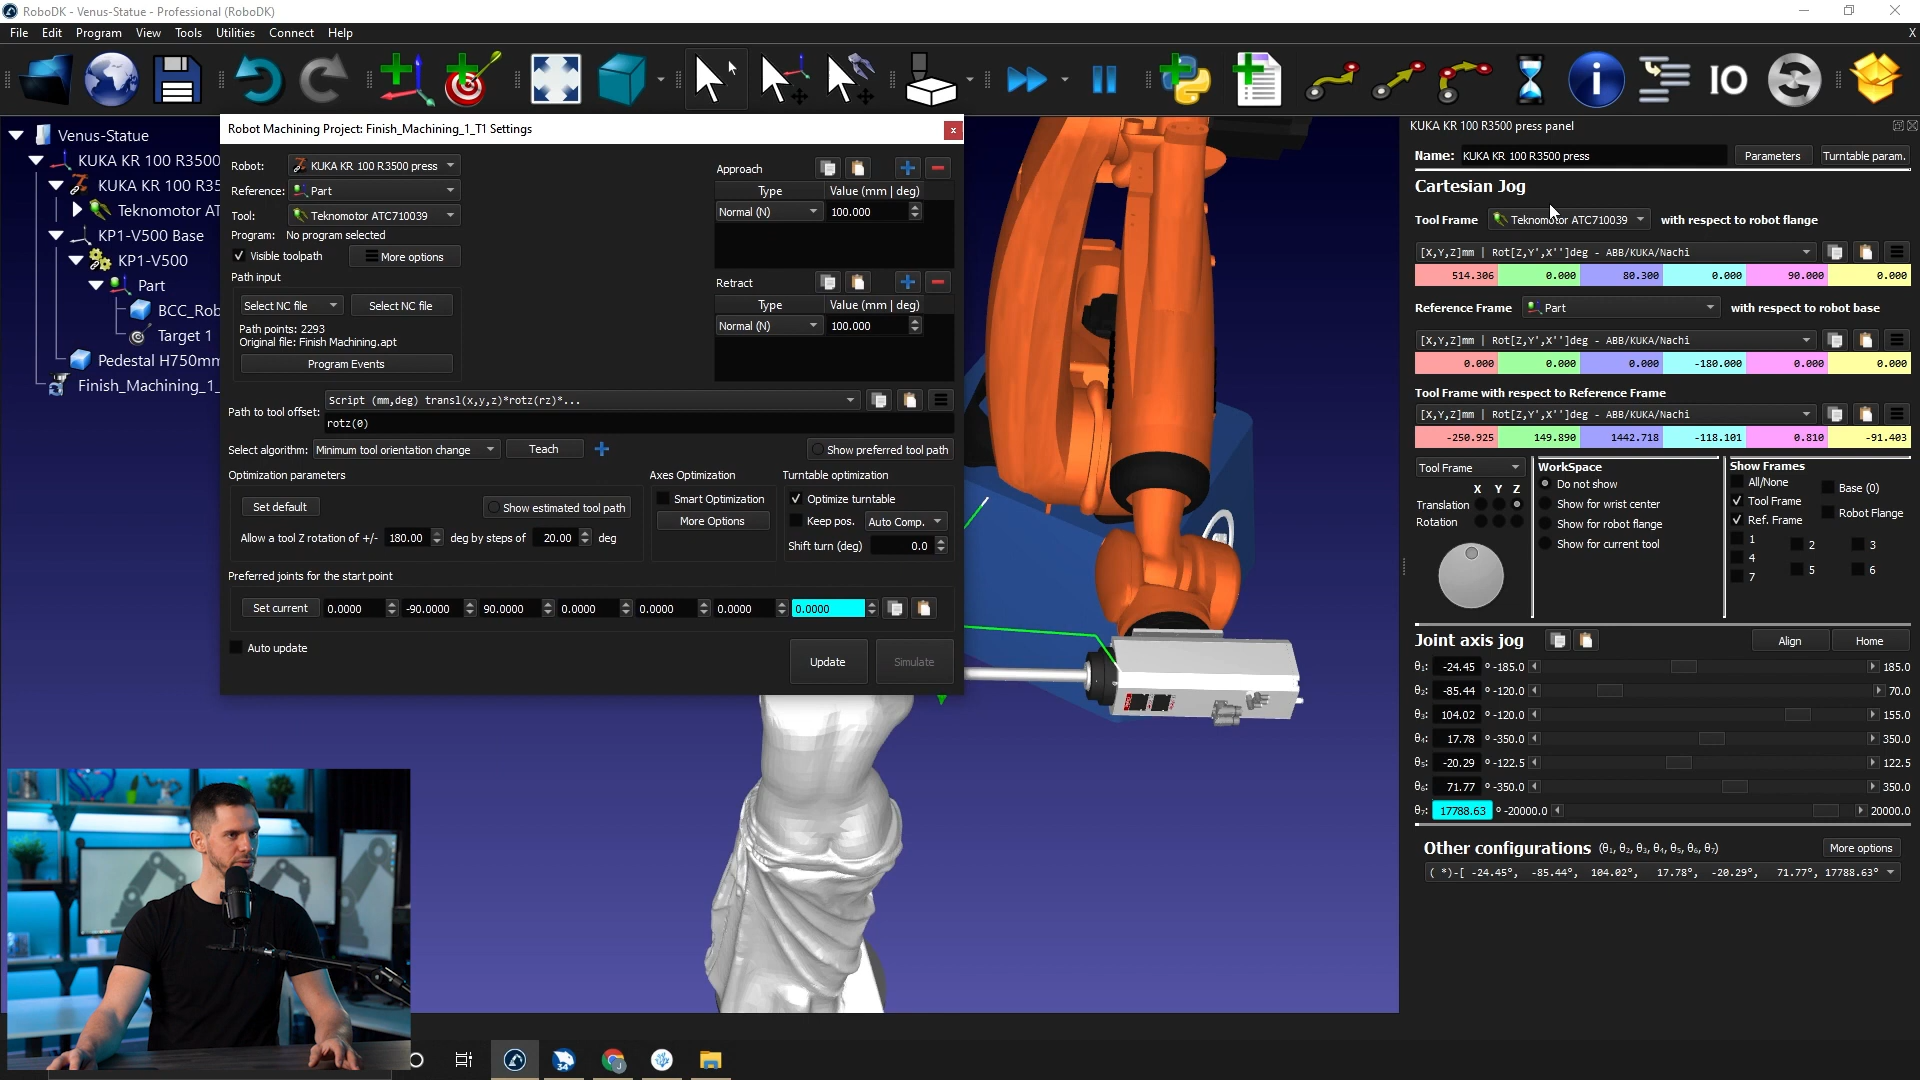 RoboDK - Venus-Statue - Professional (RoboDK)
File Edit Program View Tools Utilities Connect Help X
IO
Venus-Statue
KUKA KR 100 R3500
KUKA KR 100 R35
Teknomotor AT
KP1-V500 Base
KP1-V500
Part
BCC_Rob
Target 1
Pedestal H750mm
Finish_Machining_1_
Robot Machining Project: Finish_Machining_1_T1 Settings
Robot: KUKA KR 100 R3500 press
Reference: Part
Tool: Teknomotor ATC710039
Program: No program selected
Visible toolpath More options
Path input
Select NC file Select NC file
Path points: 2293
Original file: Finish Machining.apt
Program Events
Approach
Type Value (mm | deg)
Normal (N) 100.000
Retract
Type Value (mm | deg)
Normal (N) 100.000
Path to tool offset: Script (mm,deg) transl(x,y,z)*rotz(rz)*...
rotz(0)
Select algorithm: Minimum tool orientation change Teach Show preferred tool path
Optimization parameters
Set default Show estimated tool path
Allow a tool Z rotation of +/- 180.00 deg by steps of 20.00 deg
Axes Optimization
Smart Optimization
More Options
Turntable optimization
Optimize turntable
Keep pos. Auto Comp.
Shift turn (deg) 0.0
Preferred joints for the start point
Set current 0.0000 -90.0000 90.0000 0.0000 0.0000 0.0000 0.0000
Auto update
Update Simulate
KUKA KR 100 R3500 press panel
Name: KUKA KR 100 R3500 press Parameters Turntable param.
Cartesian Jog
Tool Frame Teknomotor ATC710039 with respect to robot flange
[X,Y,Z]mm | Rot[Z,Y',X'']deg - ABB/KUKA/Nachi
514.306 0.000 80.300 0.000 90.000 0.000
Reference Frame Part with respect to robot base
[X,Y,Z]mm | Rot[Z,Y',X'']deg - ABB/KUKA/Nachi
0.000 0.000 0.000 -180.000 0.000 0.000
Tool Frame with respect to Reference Frame
[X,Y,Z]mm | Rot[Z,Y',X'']deg - ABB/KUKA/Nachi
-250.925 149.890 1442.718 -118.101 0.810 -91.403
Tool Frame
X Y Z
Translation
Rotation
WorkSpace
Do not show
Show for wrist center
Show for robot flange
Show for current tool
Show Frames
All/None Base (0)
Tool Frame
Ref. Frame Robot Flange
1 2 3
4 5 6
7
Joint axis jog Align Home
θ₁: -24.45 º -185.0 185.0
θ₂: -85.44 º -120.0 70.0
θ₃: 104.02 º -120.0 155.0
θ₄: 17.78 º -350.0 350.0
θ₅: -20.29 º -122.5 122.5
θ₆: 71.77 º -350.0 350.0
θ₇: 17788.63 º -20000.0 20000.0
Other configurations (θ₁, θ₂, θ₃, θ₄, θ₅, θ₆, θ₇) More options
( *)-[ -24.45°, -85.44°, 104.02°, 17.78°, -20.29°, 71.77°, 17788.63°
34